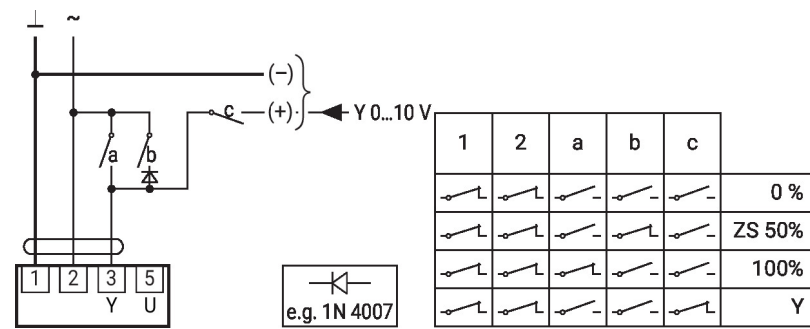 ⊥ ~
(–)
c (+) Y 0...10 V
a b
1 2 3 5
Y U
e.g. 1N 4007
1 2 a b c
0 %
ZS 50%
100%
Y